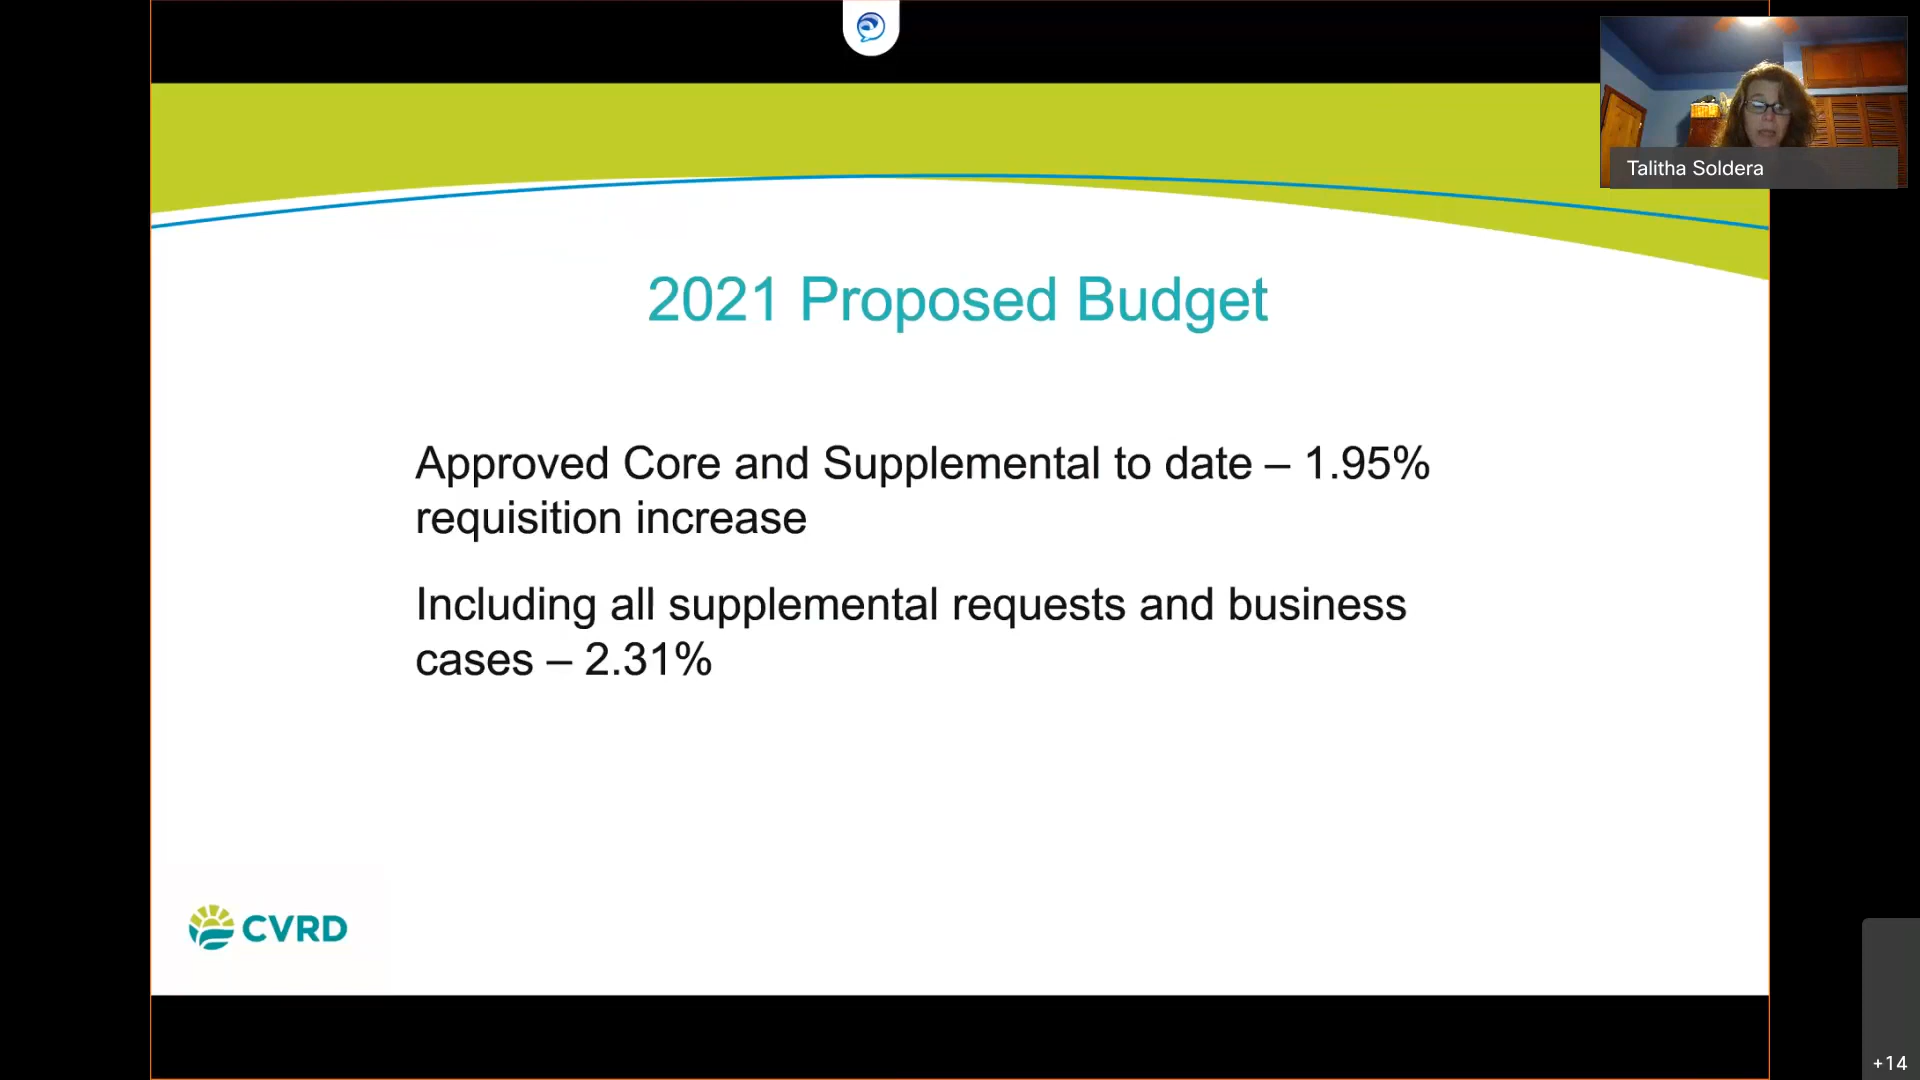 Talitha Soldera
2021 Proposed Budget
Approved Core and Supplemental to date – 1.95%
requisition increase
Including all supplemental requests and business
cases – 2.31%
CVRD
+14